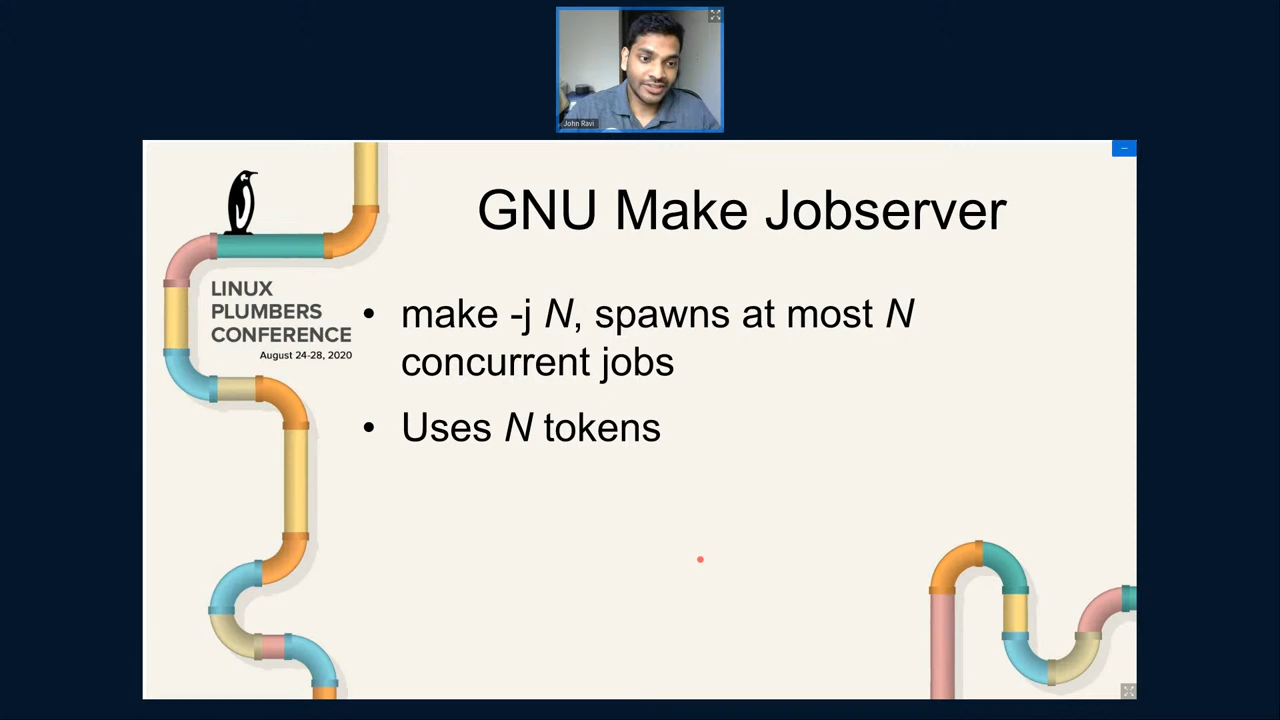 John Ravi
GNU Make Jobserver
LINUX
PLUMBERS
CONFERENCE
August 24-28, 2020
• make -j N, spawns at most N
concurrent jobs
• Uses N tokens